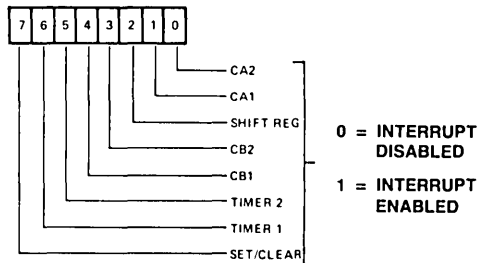 7 6 5 4 3 2 1 0
CA2
CA1
SHIFT REG
CB2
CB1
TIMER 2
TIMER 1
SET/CLEAR
0 = INTERRUPT
DISABLED
1 = INTERRUPT
ENABLED